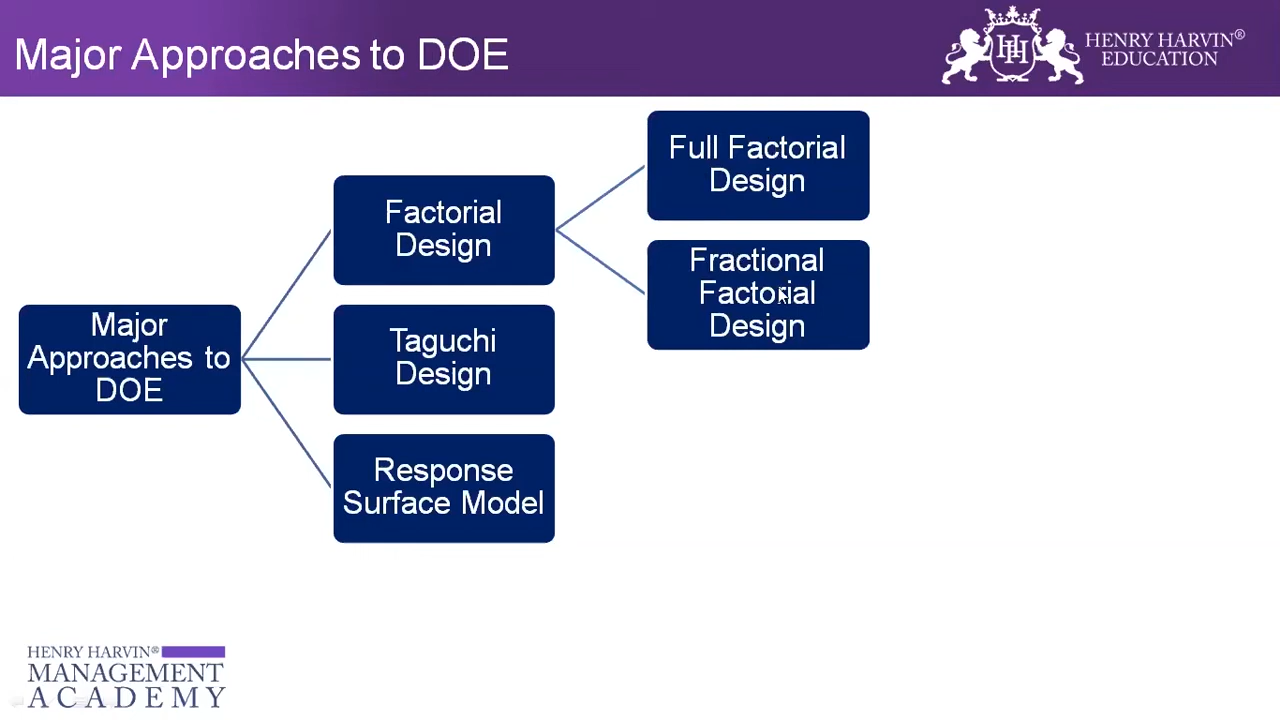 Major Approaches to DOE
HENRY HARVIN®
EDUCATION
Full Factorial
Design
Factorial
Design
Fractional
Factorial
Design
Major
Approaches to
DOE
Taguchi
Design
Response
Surface Model
HENRY HARVIN®
MANAGEMENT
ACADEMY